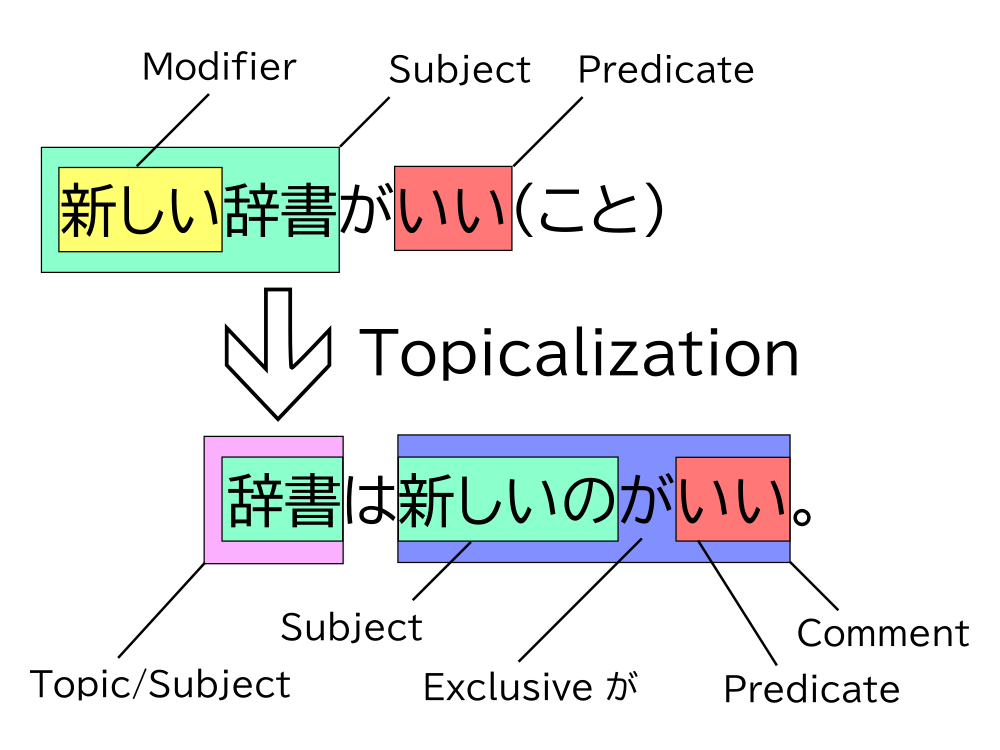 Modifier Subject Predicate
新しい辞書がいい(こと)
Topicalization
辞書は新しいのがいい。
Subject Comment
Topic/Subject Exclusive が Predicate